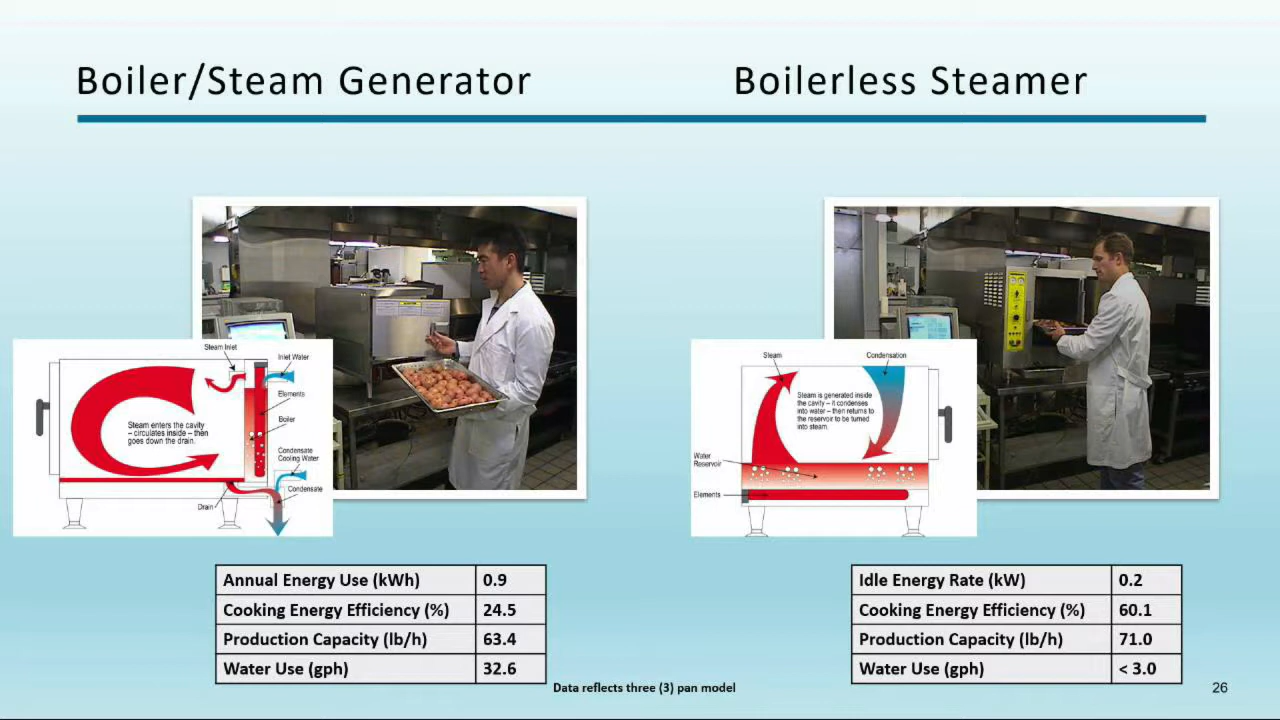 Boiler/Steam Generator
Boilerless Steamer
Steam Inlet
Inlet Water
Elements
Boiler
Steam enters the cavity
– circulates inside – then
goes down the drain.
Condensate
Cooling Water
Condensate
Drain
Steam
Condensation
Steam is generated inside
the cavity – it condenses
into water – then returns to
the reservoir to be turned
into steam.
Water
Reservoir
Elements
Annual Energy Use (kWh) 0.9
Cooking Energy Efficiency (%) 24.5
Production Capacity (lb/h) 63.4
Water Use (gph) 32.6
Idle Energy Rate (kW) 0.2
Cooking Energy Efficiency (%) 60.1
Production Capacity (lb/h) 71.0
Water Use (gph) < 3.0
Data reflects three (3) pan model
26